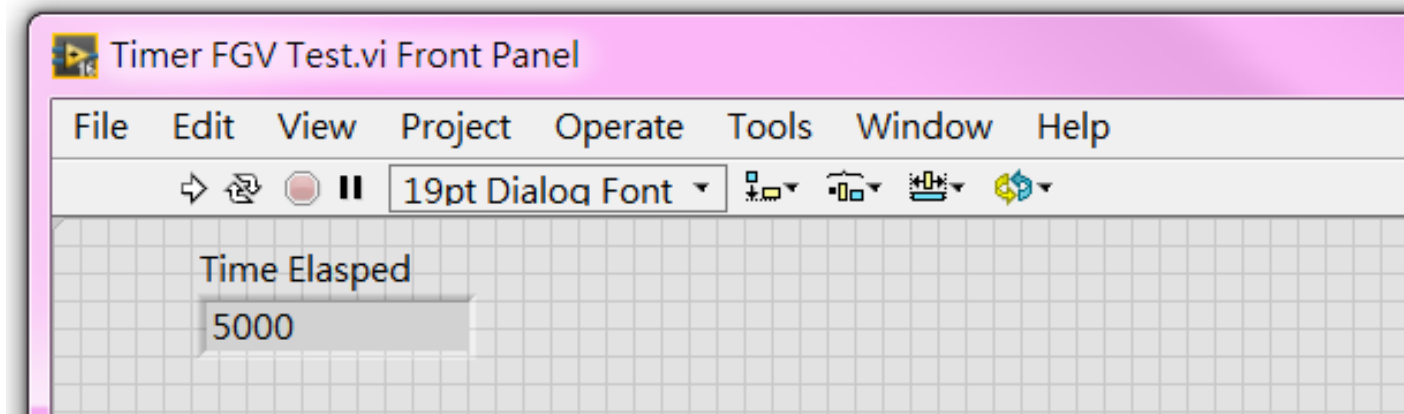 Timer FGV Test.vi Front Panel
File Edit View Project Operate Tools Window Help
19pt Dialog Font
Time Elasped
5000